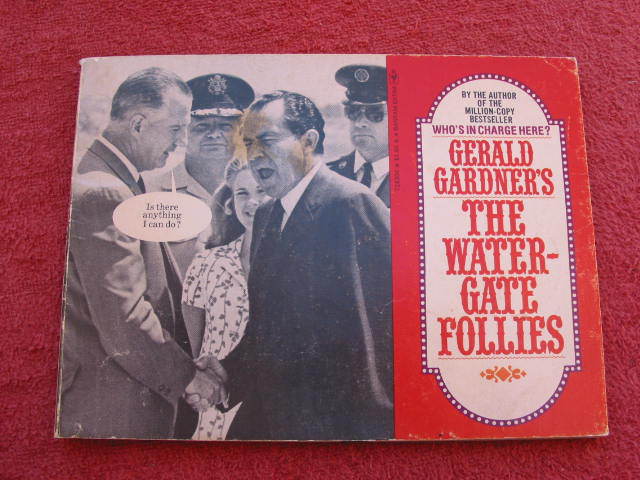 Is there
anything
I can do?
BY THE AUTHOR
OF THE
MILLION-COPY
BESTSELLER
WHO'S IN CHARGE HERE?
GERALD
GARDNER'S
THE
WATER-
GATE
FOLLIES